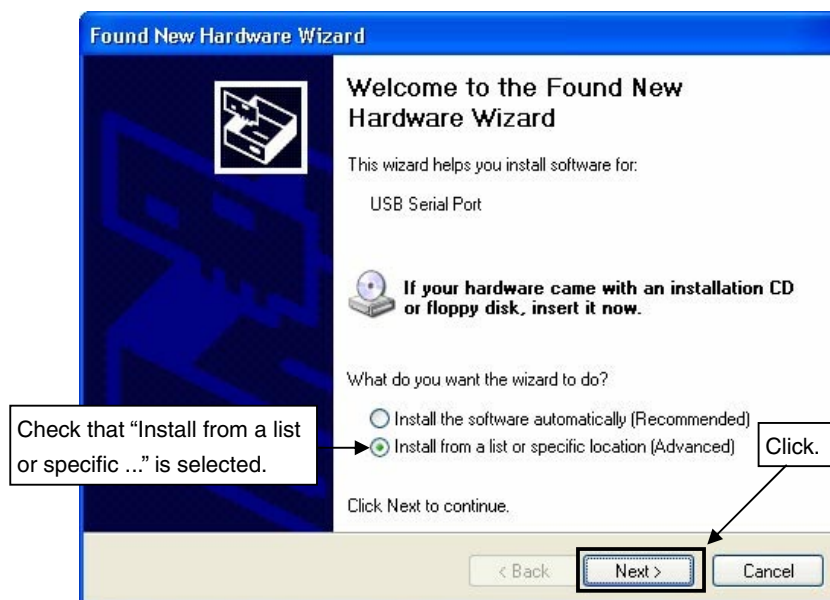 Found New Hardware Wizard
Welcome to the Found New
Hardware Wizard
This wizard helps you install software for:
USB Serial Port
If your hardware came with an installation CD
or floppy disk, insert it now.
What do you want the wizard to do?
Install the software automatically (Recommended)
Check that “Install from a list
or specific ...” is selected.
Install from a list or specific location (Advanced)
Click.
Click Next to continue.
< Back
Next >
Cancel